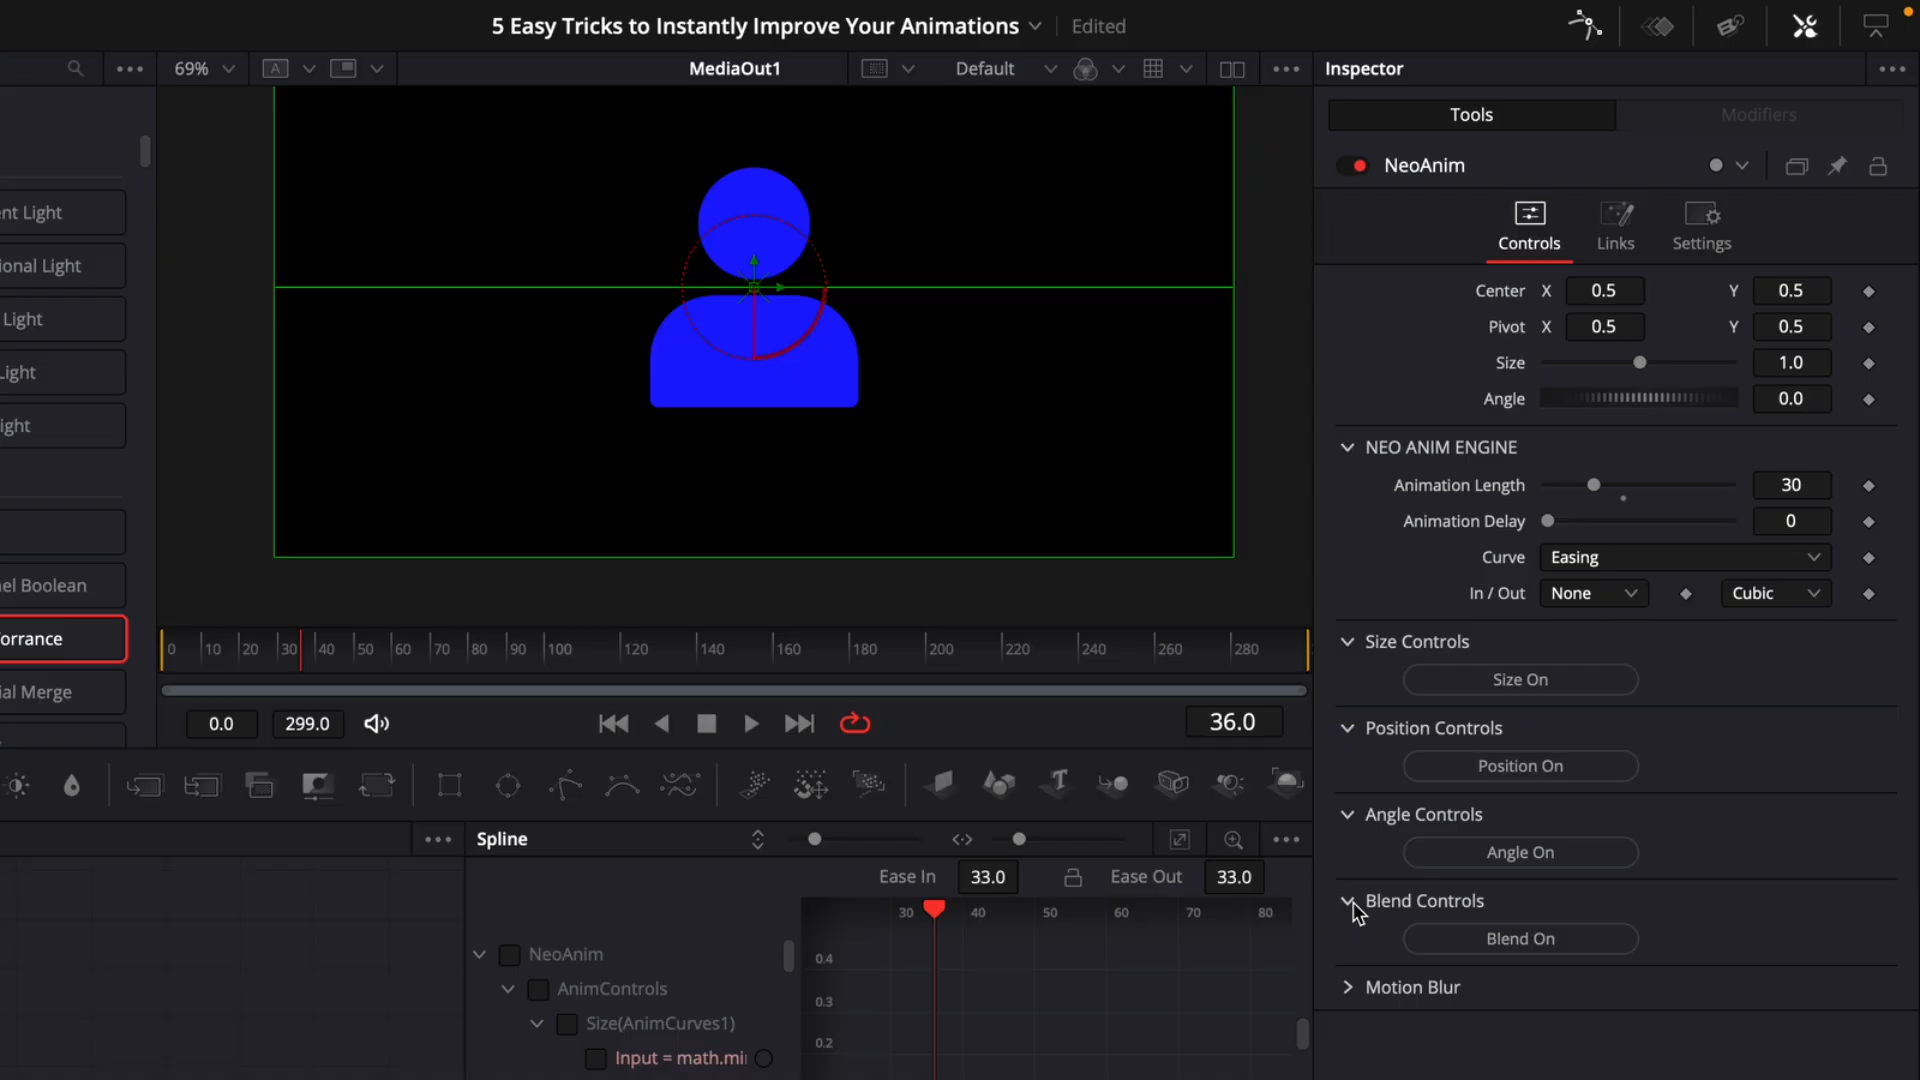 5 Easy Tricks to Instantly Improve Your Animations
Edited
69%
A
MediaOut1
Default
Inspector
Tools
Modifiers
NeoAnim
Controls
Links
Settings
Center X 0.5 Y 0.5
Pivot X 0.5 Y 0.5
Size 1.0
Angle 0.0
NEO ANIM ENGINE
Animation Length 30
Animation Delay 0
Curve Easing
In / Out None Cubic
Size Controls
Size On
Position Controls
Position On
Angle Controls
Angle On
Blend Controls
Blend On
Motion Blur
nt Light
ional Light
Light
Light
ight
el Boolean
orrance
ial Merge
0 10 20 30 40 50 60 70 80 90 100 120 140 160 180 200 220 240 260 280
0.0 299.0 36.0
Spline
Ease In 33.0 Ease Out 33.0
30 40 50 60 70 80
NeoAnim
AnimControls
Size(AnimCurves1)
Input = math.mi
0.4
0.3
0.2